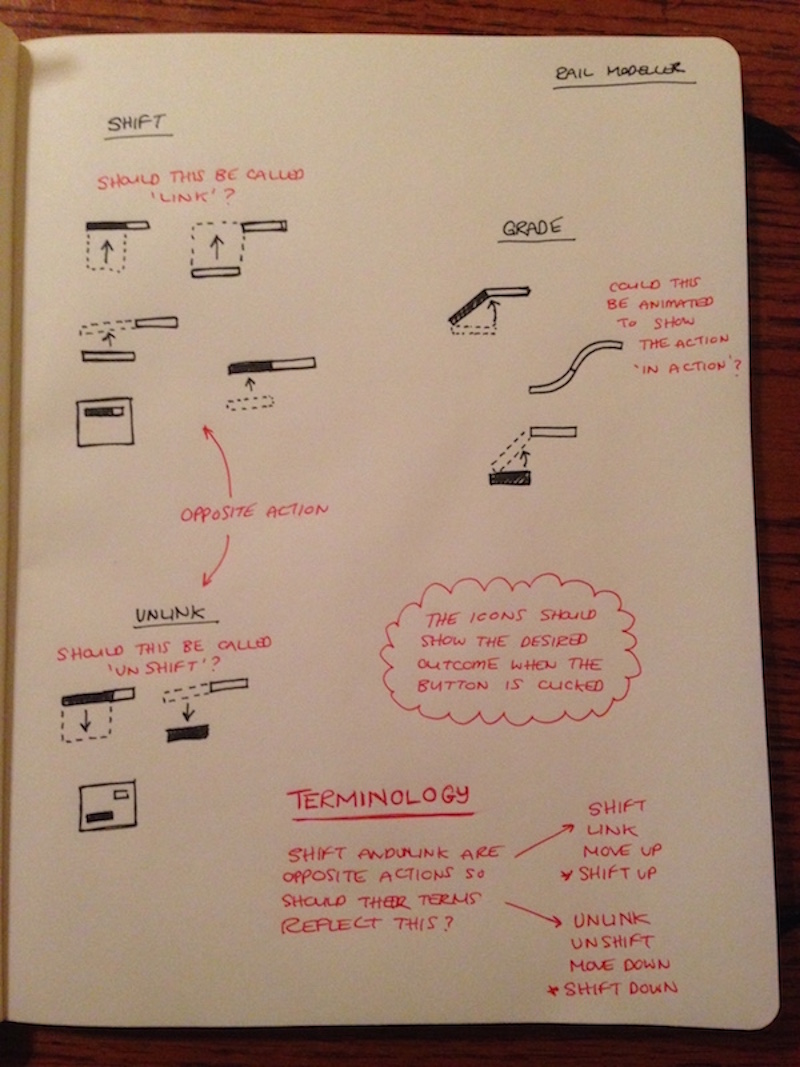 RAIL MODELLER
SHIFT
SHOULD THIS BE CALLED
'LINK'?
GRADE
COULD THIS
BE ANIMATED
TO SHOW
THE ACTION
'IN ACTION'?
OPPOSITE ACTION
UNLINK
SHOULD THIS BE CALLED
'UNSHIFT'?
THE ICONS SHOULD
SHOW THE DESIRED
OUTCOME WHEN THE
BUTTON IS CLICKED
TERMINOLOGY
SHIFT AND ULINK ARE
OPPOSITE ACTIONS SO
SHOULD THEIR TERMS
REFLECT THIS?
SHIFT
LINK
MOVE UP
* SHIFT UP
UNLINK
UNSHIFT
MOVE DOWN
* SHIFT DOWN